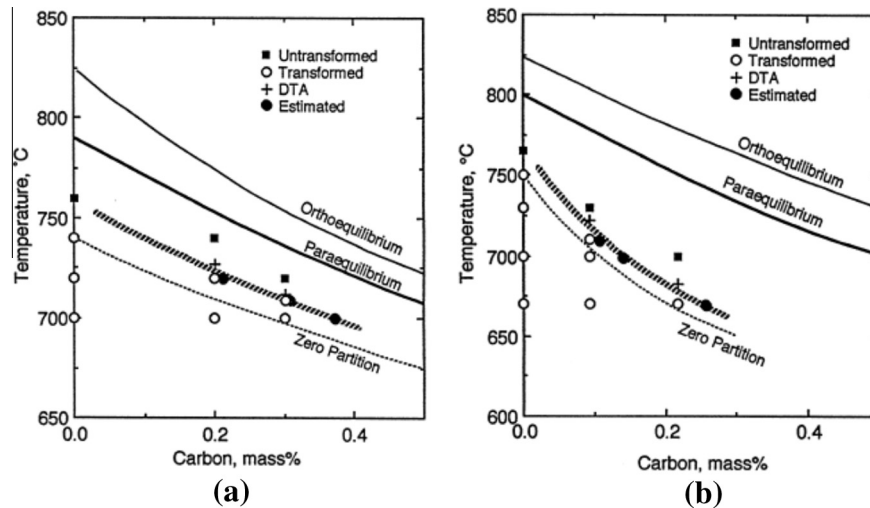 850
800
750
700
650
0.0
0.2
0.4
Temperature, °C
Carbon, mass%
Untransformed
Transformed
DTA
Estimated
Orthoequilibrium
Paraequilibrium
Zero Partition
(a)
850
800
750
700
650
600
0.0
0.2
0.4
Temperature, °C
Carbon, mass%
Untransformed
Transformed
DTA
Estimated
Orthoequilibrium
Paraequilibrium
Zero Partition
(b)